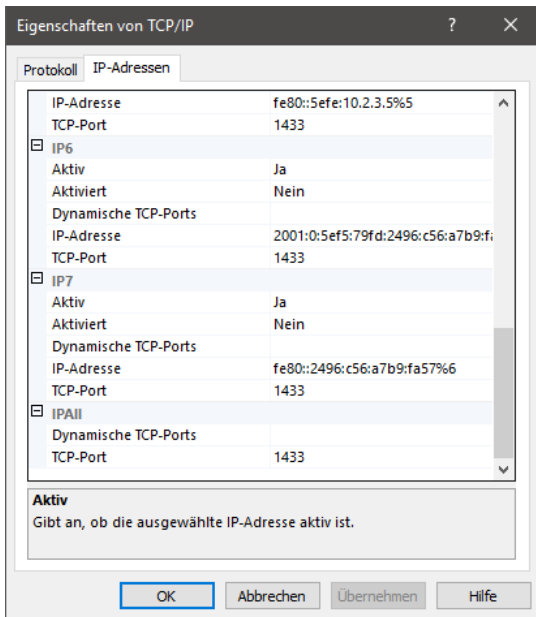 Eigenschaften von TCP/IP
Protokoll IP-Adressen
IP-Adresse fe80::5efe:10.2.3.5%5
TCP-Port 1433
IP6
Aktiv Ja
Aktiviert Nein
Dynamische TCP-Ports
IP-Adresse 2001:0:5ef5:79fd:2496:c56:a7b9:fa
TCP-Port 1433
IP7
Aktiv Ja
Aktiviert Nein
Dynamische TCP-Ports
IP-Adresse fe80::2496:c56:a7b9:fa57%6
TCP-Port 1433
IPAll
Dynamische TCP-Ports
TCP-Port 1433
Aktiv
Gibt an, ob die ausgewählte IP-Adresse aktiv ist.
OK Abbrechen Übernehmen Hilfe